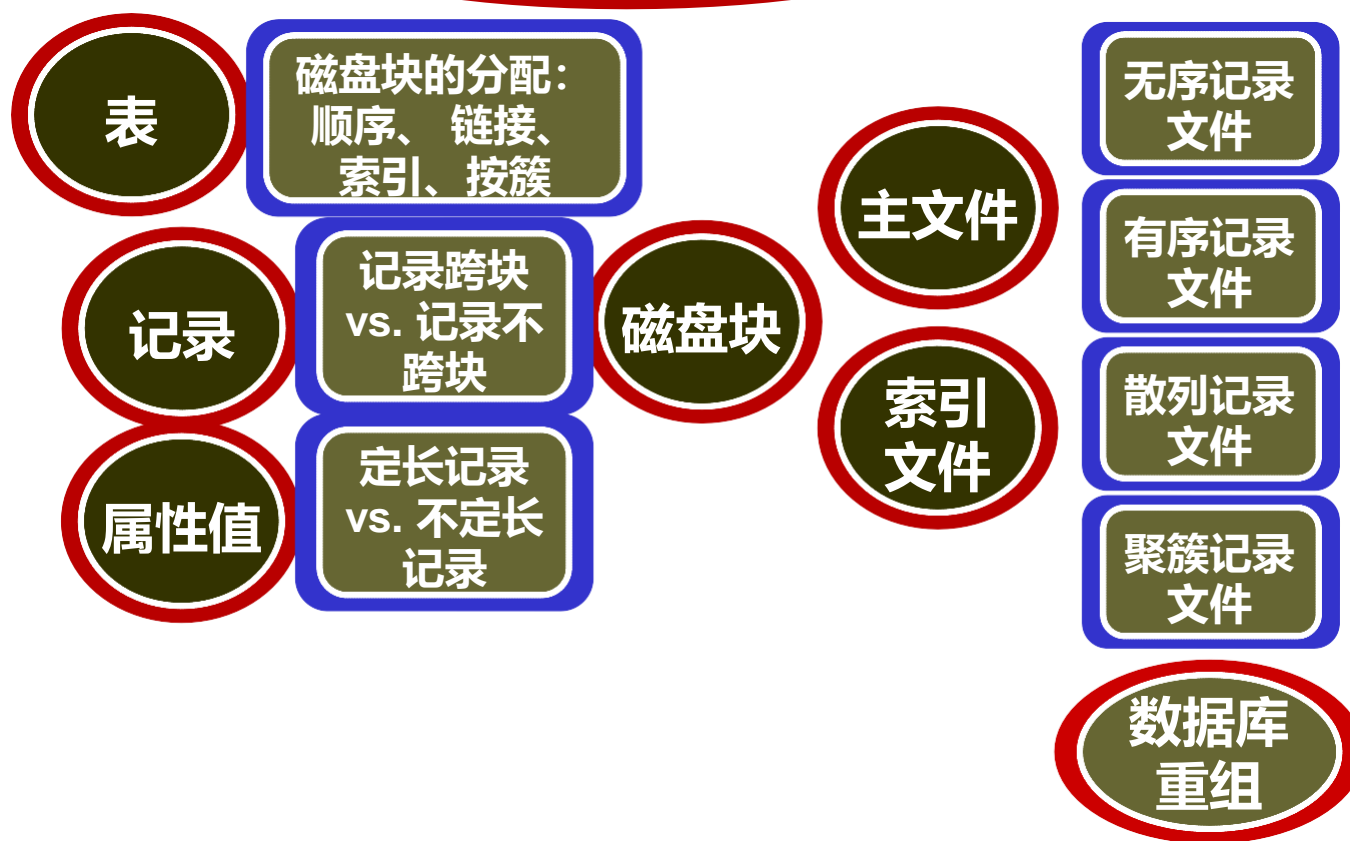 表
磁盘块的分配：
顺序、 链接、
索引、按簇
记录
记录跨块
vs. 记录不
跨块
属性值
定长记录
vs. 不定长
记录
磁盘块
主文件
索引
文件
无序记录
文件
有序记录
文件
散列记录
文件
聚簇记录
文件
数据库
重组